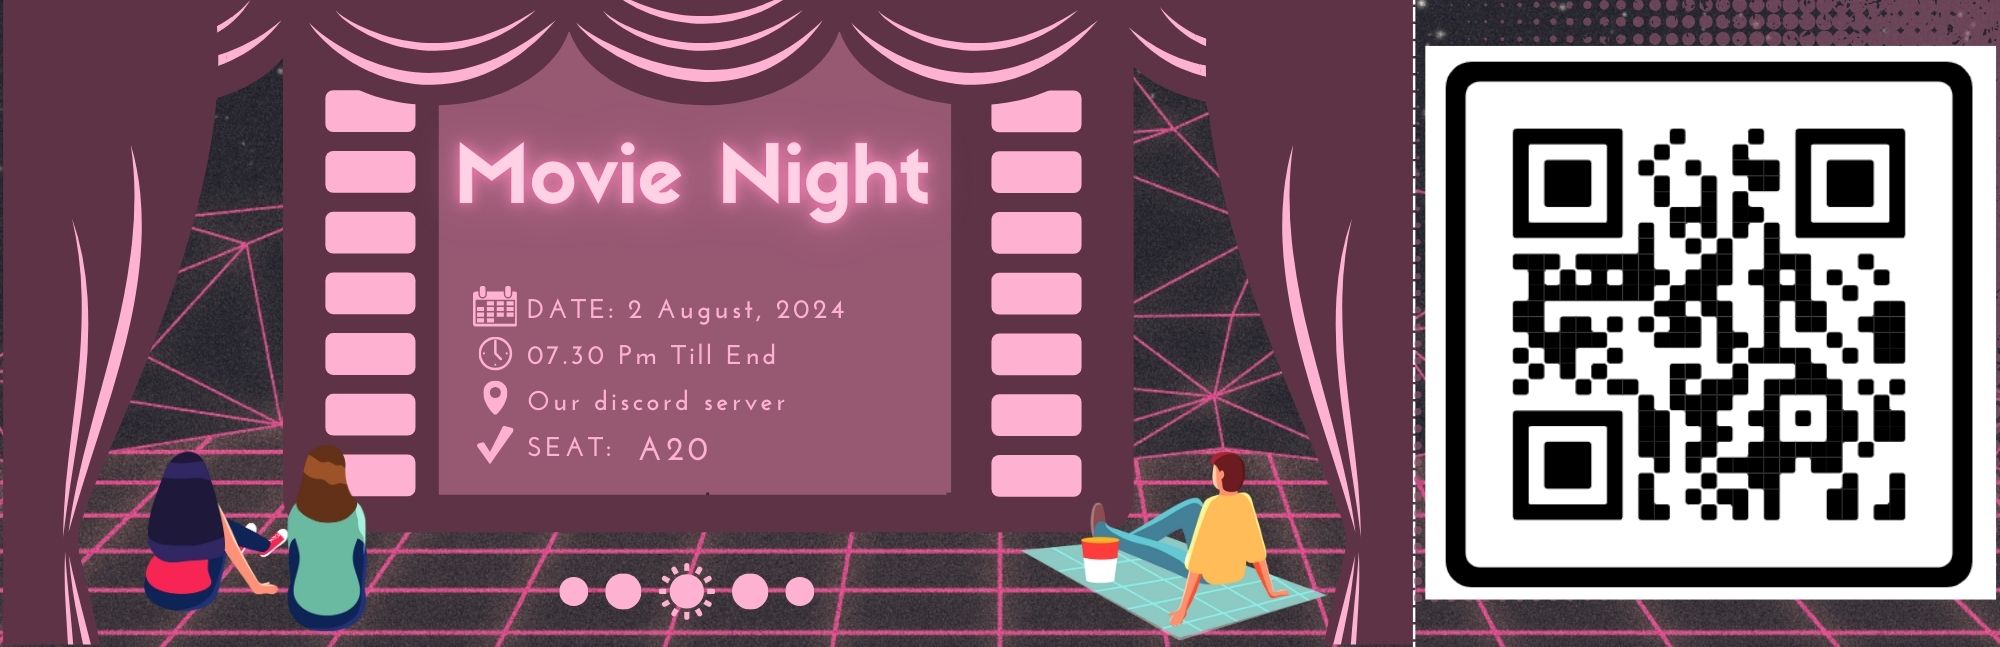 Movie Night
DATE: 2 August, 2024
07.30 Pm Till End
Our discord server
SEAT: A20